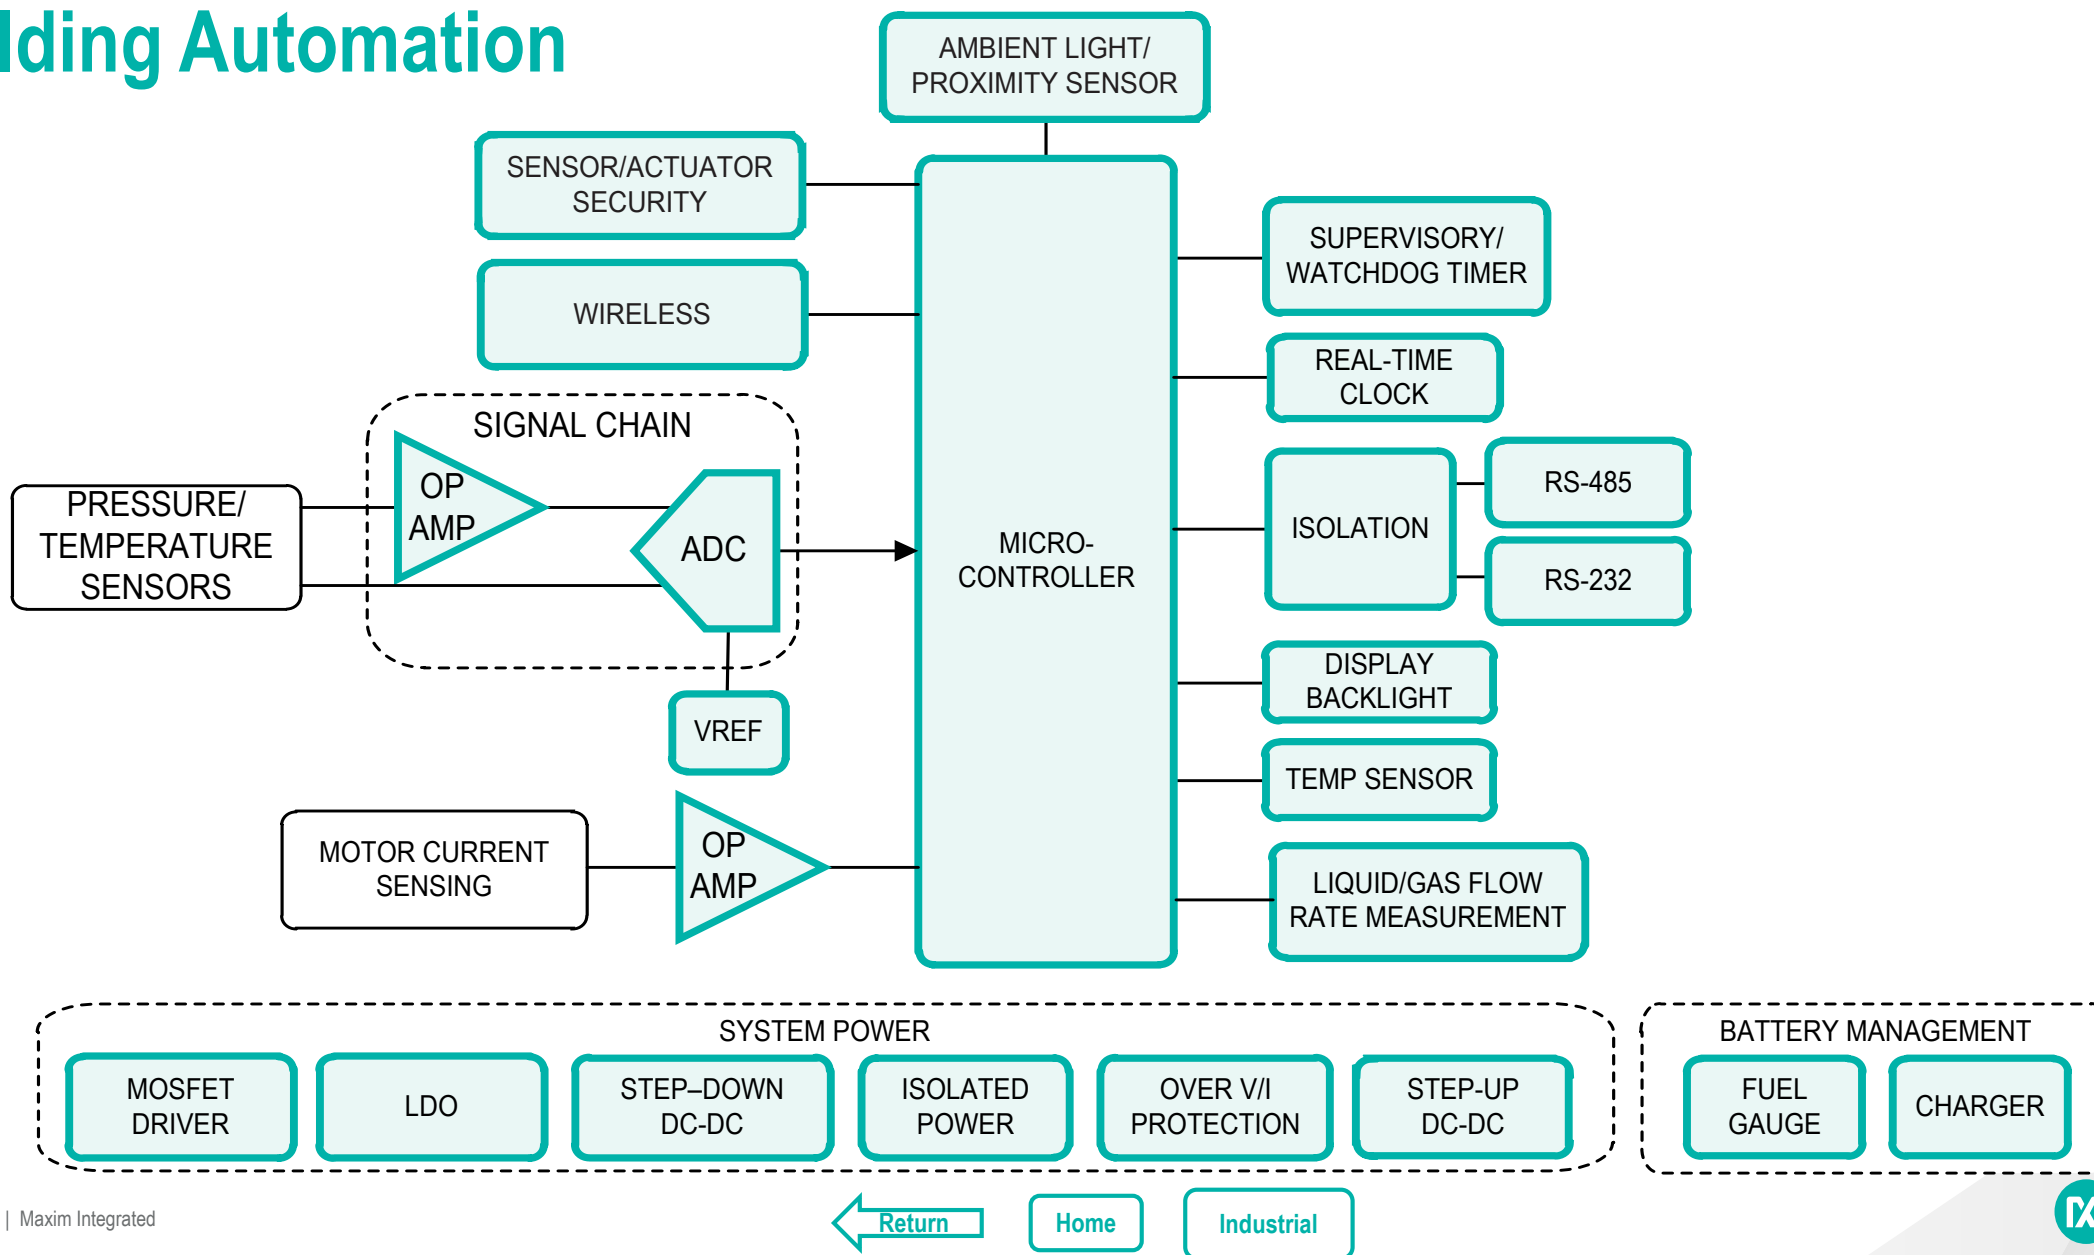 lding Automation
AMBIENT LIGHT/
PROXIMITY SENSOR
SENSOR/ACTUATOR
SECURITY
WIRELESS
SIGNAL CHAIN
OP
AMP
ADC
PRESSURE/
TEMPERATURE
SENSORS
VREF
MOTOR CURRENT
SENSING
OP
AMP
MICRO-
CONTROLLER
SUPERVISORY/
WATCHDOG TIMER
REAL-TIME
CLOCK
ISOLATION
RS-485
RS-232
DISPLAY
BACKLIGHT
TEMP SENSOR
LIQUID/GAS FLOW
RATE MEASUREMENT
SYSTEM POWER
MOSFET
DRIVER
LDO
STEP–DOWN
DC-DC
ISOLATED
POWER
OVER V/I
PROTECTION
STEP-UP
DC-DC
BATTERY MANAGEMENT
FUEL
GAUGE
CHARGER
| Maxim Integrated
Return
Home
Industrial